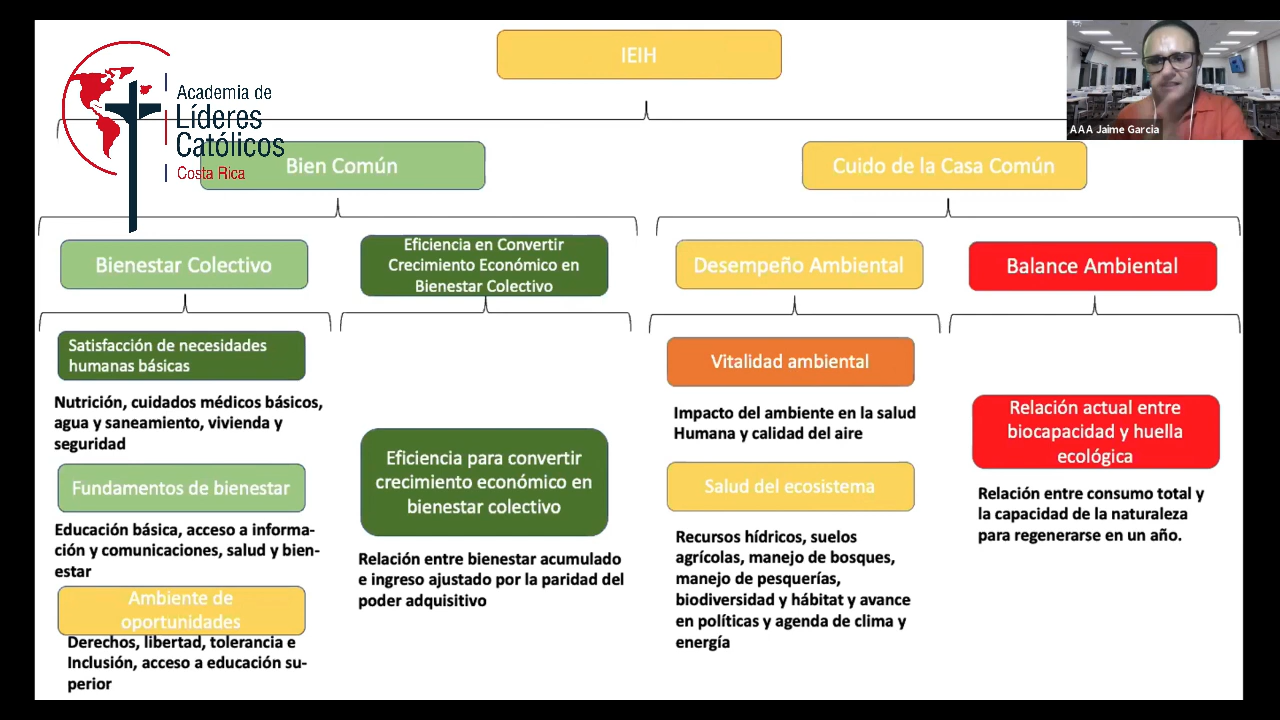 IEIH
Academia de
Líderes
Católicos
Costa Rica
AAA Jaime Garcia
Bien Común
Cuido de la Casa Común
Bienestar Colectivo
Eficiencia en Convertir
Crecimiento Económico en
Bienestar Colectivo
Desempeño Ambiental
Balance Ambiental
Satisfacción de necesidades
humanas básicas
Nutrición, cuidados médicos básicos,
agua y saneamiento, vivienda y
seguridad
Fundamentos de bienestar
Educación básica, acceso a informa-
ción y comunicaciones, salud y bien-
estar
Ambiente de
oportunidades
Derechos, libertad, tolerancia e
Inclusión, acceso a educación su-
perior
Eficiencia para convertir
crecimiento económico en
bienestar colectivo
Relación entre bienestar acumulado
e ingreso ajustado por la paridad del
poder adquisitivo
Vitalidad ambiental
Impacto del ambiente en la salud
Humana y calidad del aire
Salud del ecosistema
Recursos hídricos, suelos
agrícolas, manejo de bosques,
manejo de pesquerías,
biodiversidad y hábitat y avance
en políticas y agenda de clima y
energía
Relación actual entre
biocapacidad y huella
ecológica
Relación entre consumo total y
la capacidad de la naturaleza
para regenerarse en un año.